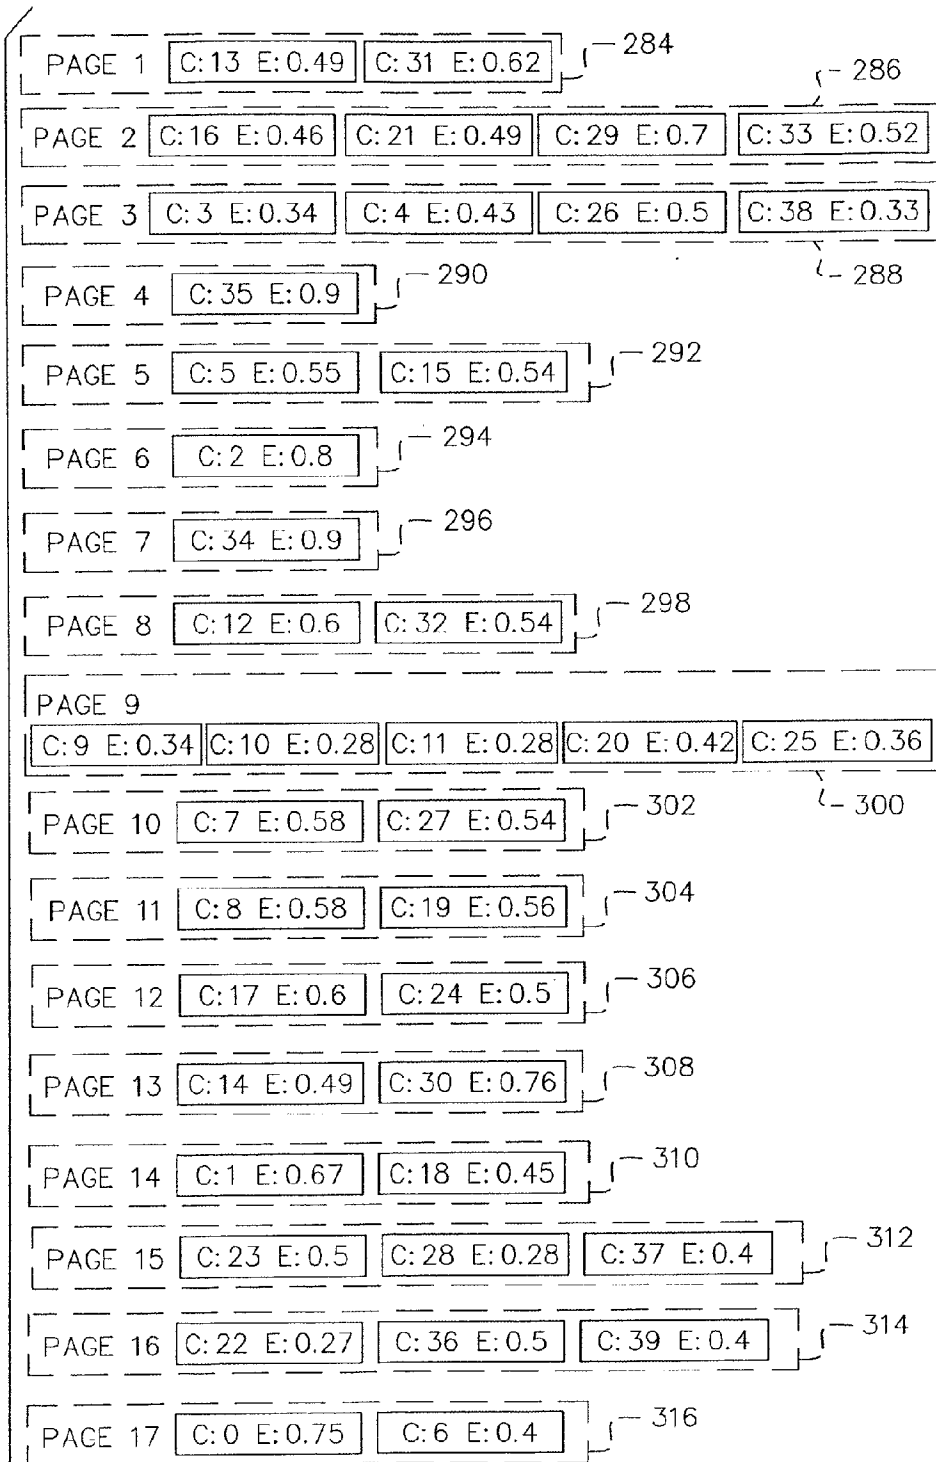 PAGE 1 C:13 E:0.49 C:31 E:0.62 284
286
PAGE 2 C:16 E:0.46 C:21 E:0.49 C:29 E:0.7 C:33 E:0.52
PAGE 3 C:3 E:0.34 C:4 E:0.43 C:26 E:0.5 C:38 E:0.33
288
PAGE 4 C:35 E:0.9 290
PAGE 5 C:5 E:0.55 C:15 E:0.54 292
PAGE 6 C:2 E:0.8 294
PAGE 7 C:34 E:0.9 296
PAGE 8 C:12 E:0.6 C:32 E:0.54 298
PAGE 9
C:9 E:0.34 C:10 E:0.28 C:11 E:0.28 C:20 E:0.42 C:25 E:0.36
300
PAGE 10 C:7 E:0.58 C:27 E:0.54 302
PAGE 11 C:8 E:0.58 C:19 E:0.56 304
PAGE 12 C:17 E:0.6 C:24 E:0.5 306
PAGE 13 C:14 E:0.49 C:30 E:0.76 308
PAGE 14 C:1 E:0.67 C:18 E:0.45 310
PAGE 15 C:23 E:0.5 C:28 E:0.28 C:37 E:0.4 312
PAGE 16 C:22 E:0.27 C:36 E:0.5 C:39 E:0.4 314
PAGE 17 C:0 E:0.75 C:6 E:0.4 316